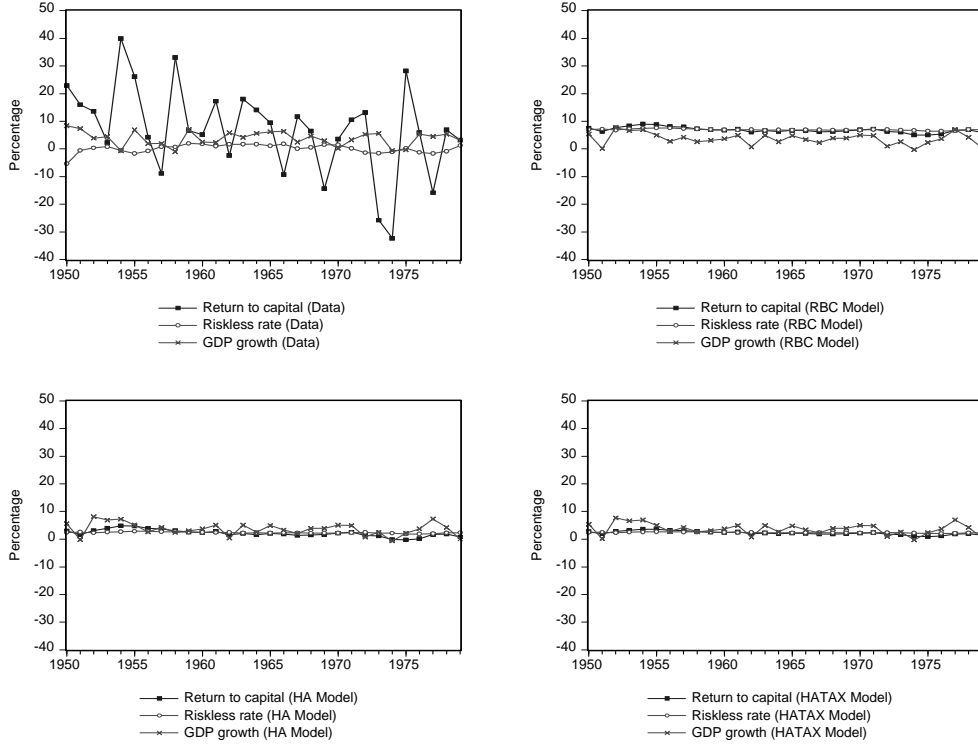 Percentage
50
40
30
20
10
0
-10
-20
-30
-40
1950 1955 1960 1965 1970 1975
Return to capital (Data)
Riskless rate (Data)
GDP growth (Data)
Percentage
50
40
30
20
10
0
-10
-20
-30
-40
1950 1955 1960 1965 1970 1975
Return to capital (RBC Model)
Riskless rate (RBC Model)
GDP growth (RBC Model)
Percentage
50
40
30
20
10
0
-10
-20
-30
-40
1950 1955 1960 1965 1970 1975
Return to capital (HA Model)
Riskless rate (HA Model)
GDP growth (HA Model)
Percentage
50
40
30
20
10
0
-10
-20
-30
-40
1950 1955 1960 1965 1970 1975
Return to capital (HATAX Model)
Riskless rate (HATAX Model)
GDP growth (HATAX Model)